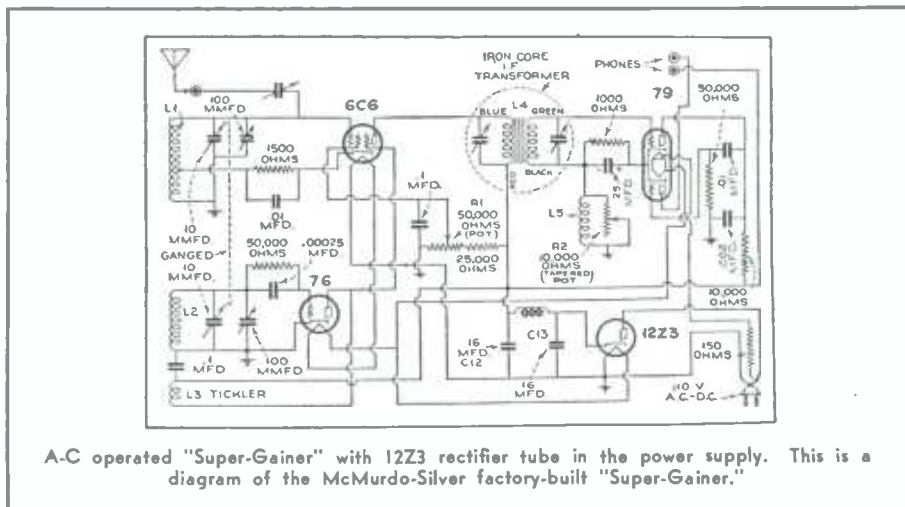 IRON CORE
I.F.
TRANSFORMER
PHONES
79
50,000
OHMS
L1
100
MMFD.
6C6
BLUE
L4
GREEN
1000
OHMS
1500
OHMS
BLACK
.01
MFD.
.1
MFD.
RED
.25
MFD.
.01
MFD.
R1
50,000
OHMS
(POT)
L5
10
MMFD.
GANGED
10
MMFD.
50,000
OHMS
.00025
MFD
76
25,000
OHMS
R2
10,000
OHMS
(TAPERED)
POT
.002
MFD.
10,000
OHMS
L2
12Z3
C13
16
MFD
C12
150
OHMS
.1
MFD
100
MMFD
16
MFD
110 V
A.C-D.C
L3 TICKLER
A-C operated "Super-Gainer" with 12Z3 rectifier tube in the power supply. This is a
diagram of the McMurdo-Silver factory-built "Super-Gainer."